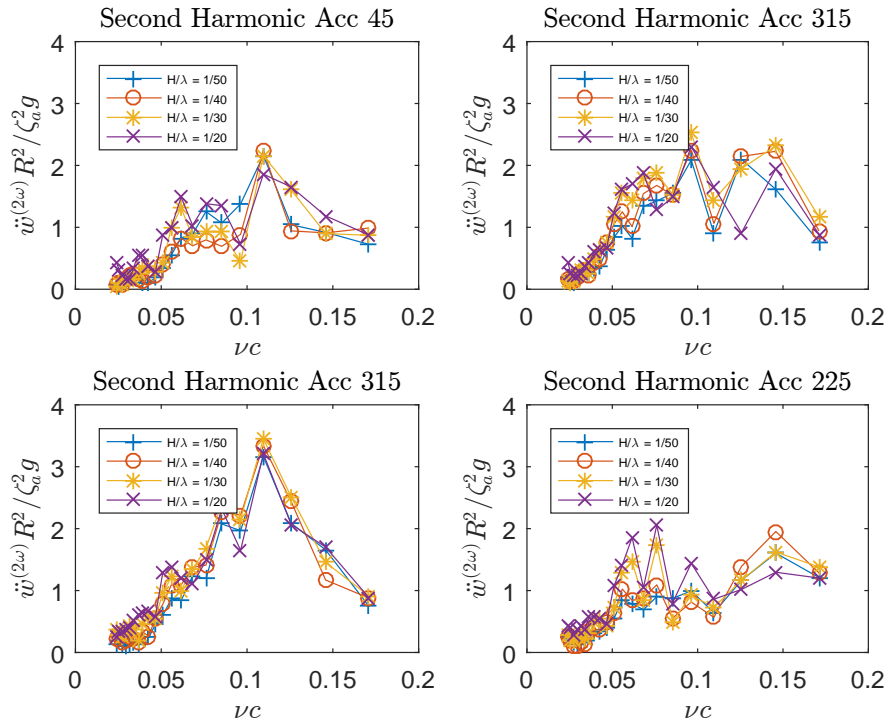 Second Harmonic Acc 45
4
3
2
1
0
ẅ^(2ω) R²/ζ²ₐg
H/λ = 1/50
H/λ = 1/40
H/λ = 1/30
H/λ = 1/20
0
0.05
0.1
0.15
0.2
νc
Second Harmonic Acc 315
4
3
2
1
0
ẅ^(2ω) R²/ζ²ₐg
H/λ = 1/50
H/λ = 1/40
H/λ = 1/30
H/λ = 1/20
0
0.05
0.1
0.15
0.2
νc
Second Harmonic Acc 315
4
3
2
1
0
ẅ^(2ω) R²/ζ²ₐg
H/λ = 1/50
H/λ = 1/40
H/λ = 1/30
H/λ = 1/20
0
0.05
0.1
0.15
0.2
νc
Second Harmonic Acc 225
4
3
2
1
0
ẅ^(2ω) R²/ζ²ₐg
H/λ = 1/50
H/λ = 1/40
H/λ = 1/30
H/λ = 1/20
0
0.05
0.1
0.15
0.2
νc